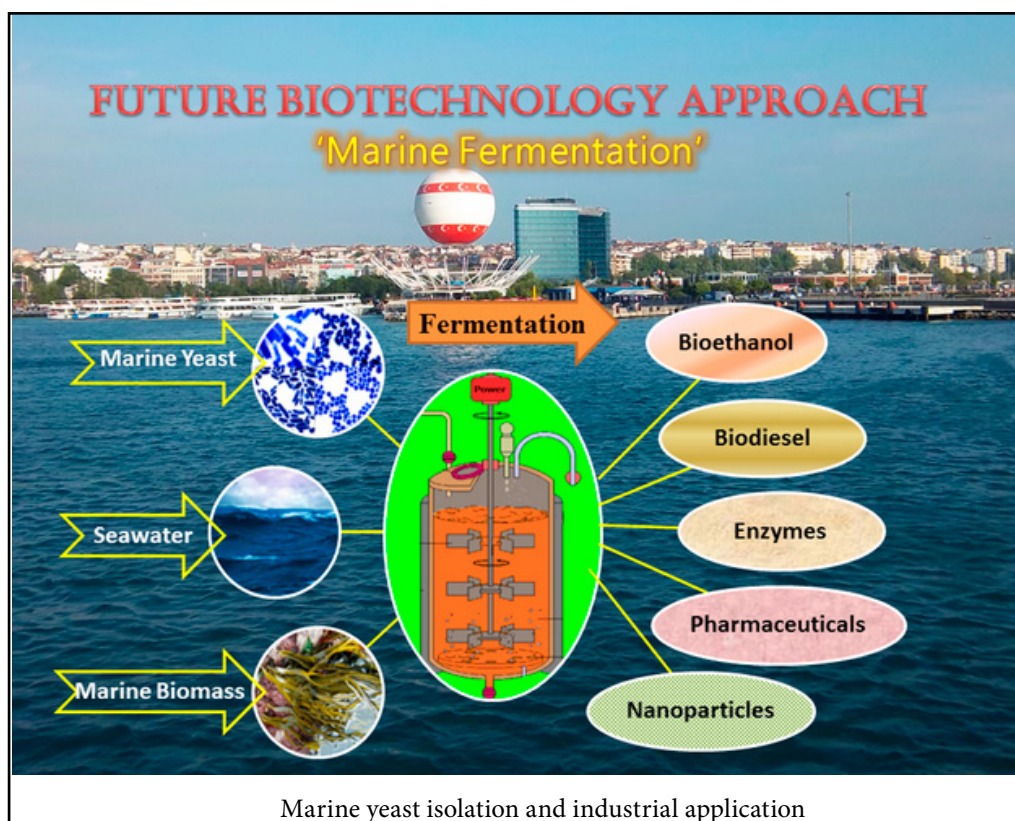 FUTURE BIOTECHNOLOGY APPROACH
'Marine Fermentation'
Fermentation
Marine Yeast
Seawater
Marine Biomass
Power
Bioethanol
Biodiesel
Enzymes
Pharmaceuticals
Nanoparticles
Marine yeast isolation and industrial application